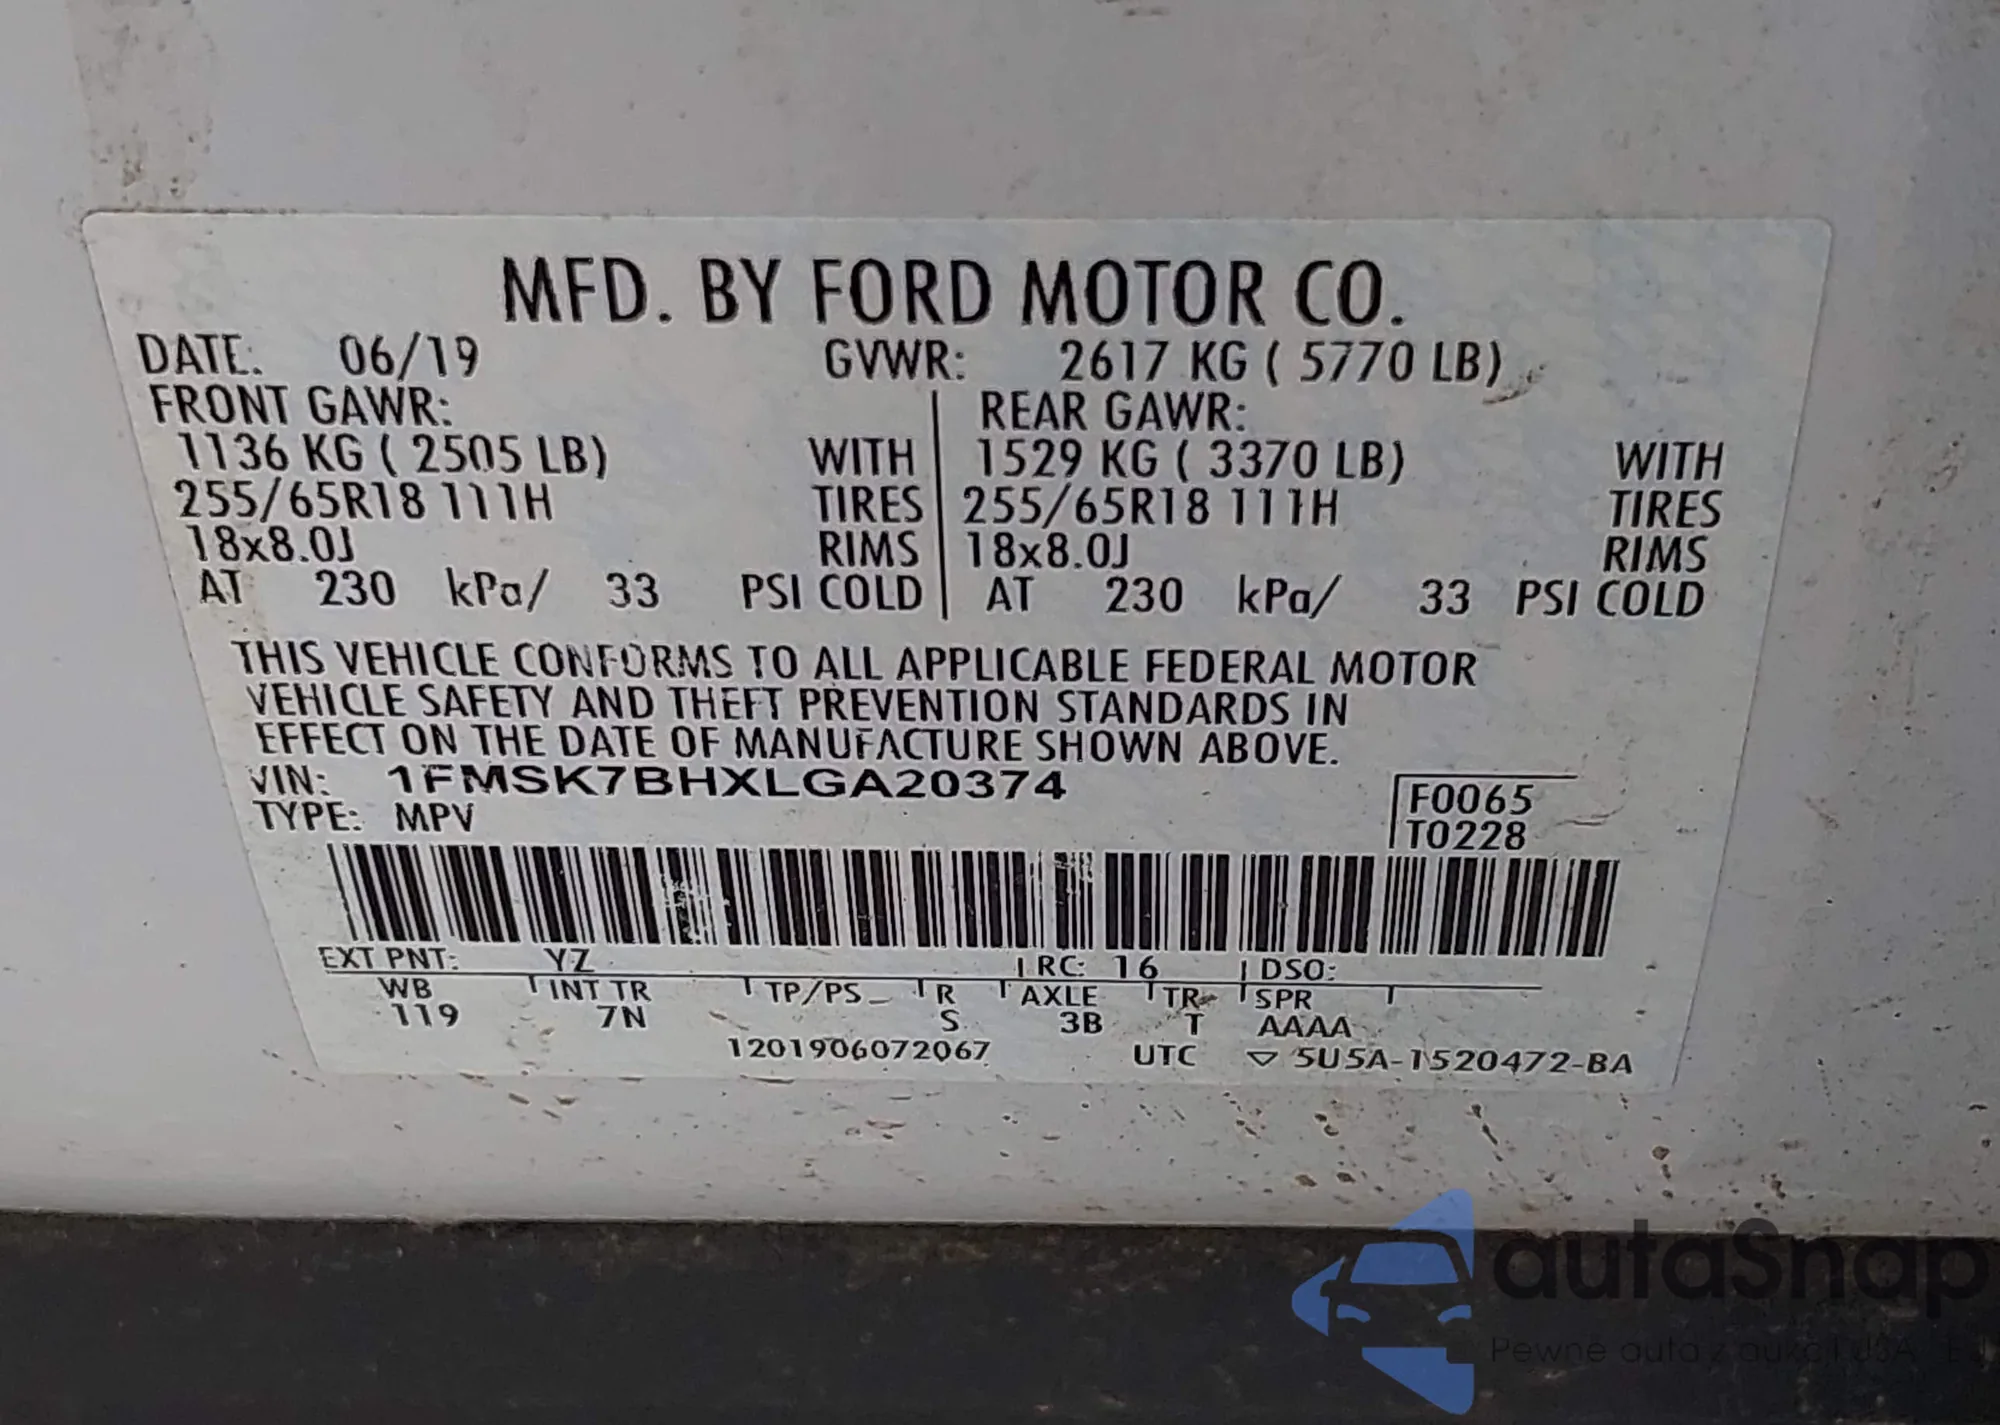 MFD. BY FORD MOTOR CO.
DATE: 06/19 GVWR: 2617 KG ( 5770 LB)
FRONT GAWR: REAR GAWR:
1136 KG ( 2505 LB) WITH 1529 KG ( 3370 LB) WITH
255/65R18 111H TIRES 255/65R18 111H TIRES
18x8.0J RIMS 18x8.0J RIMS
AT 230 kPa/ 33 PSI COLD AT 230 kPa/ 33 PSI COLD
THIS VEHICLE CONFORMS TO ALL APPLICABLE FEDERAL MOTOR
VEHICLE SAFETY AND THEFT PREVENTION STANDARDS IN
EFFECT ON THE DATE OF MANUFACTURE SHOWN ABOVE.
VIN: 1FMSK7BHXLGA20374
TYPE: MPV
F0065
T0228
EXT PNT: YZ RC: 16 DSO:
WB INT TR TP/PS R AXLE TR SPR
119 7N S 3B T AAAA
1201906072067 UTC ▽ 5U5A-1520472-BA
autaSnap
Pewne auta z aukcji